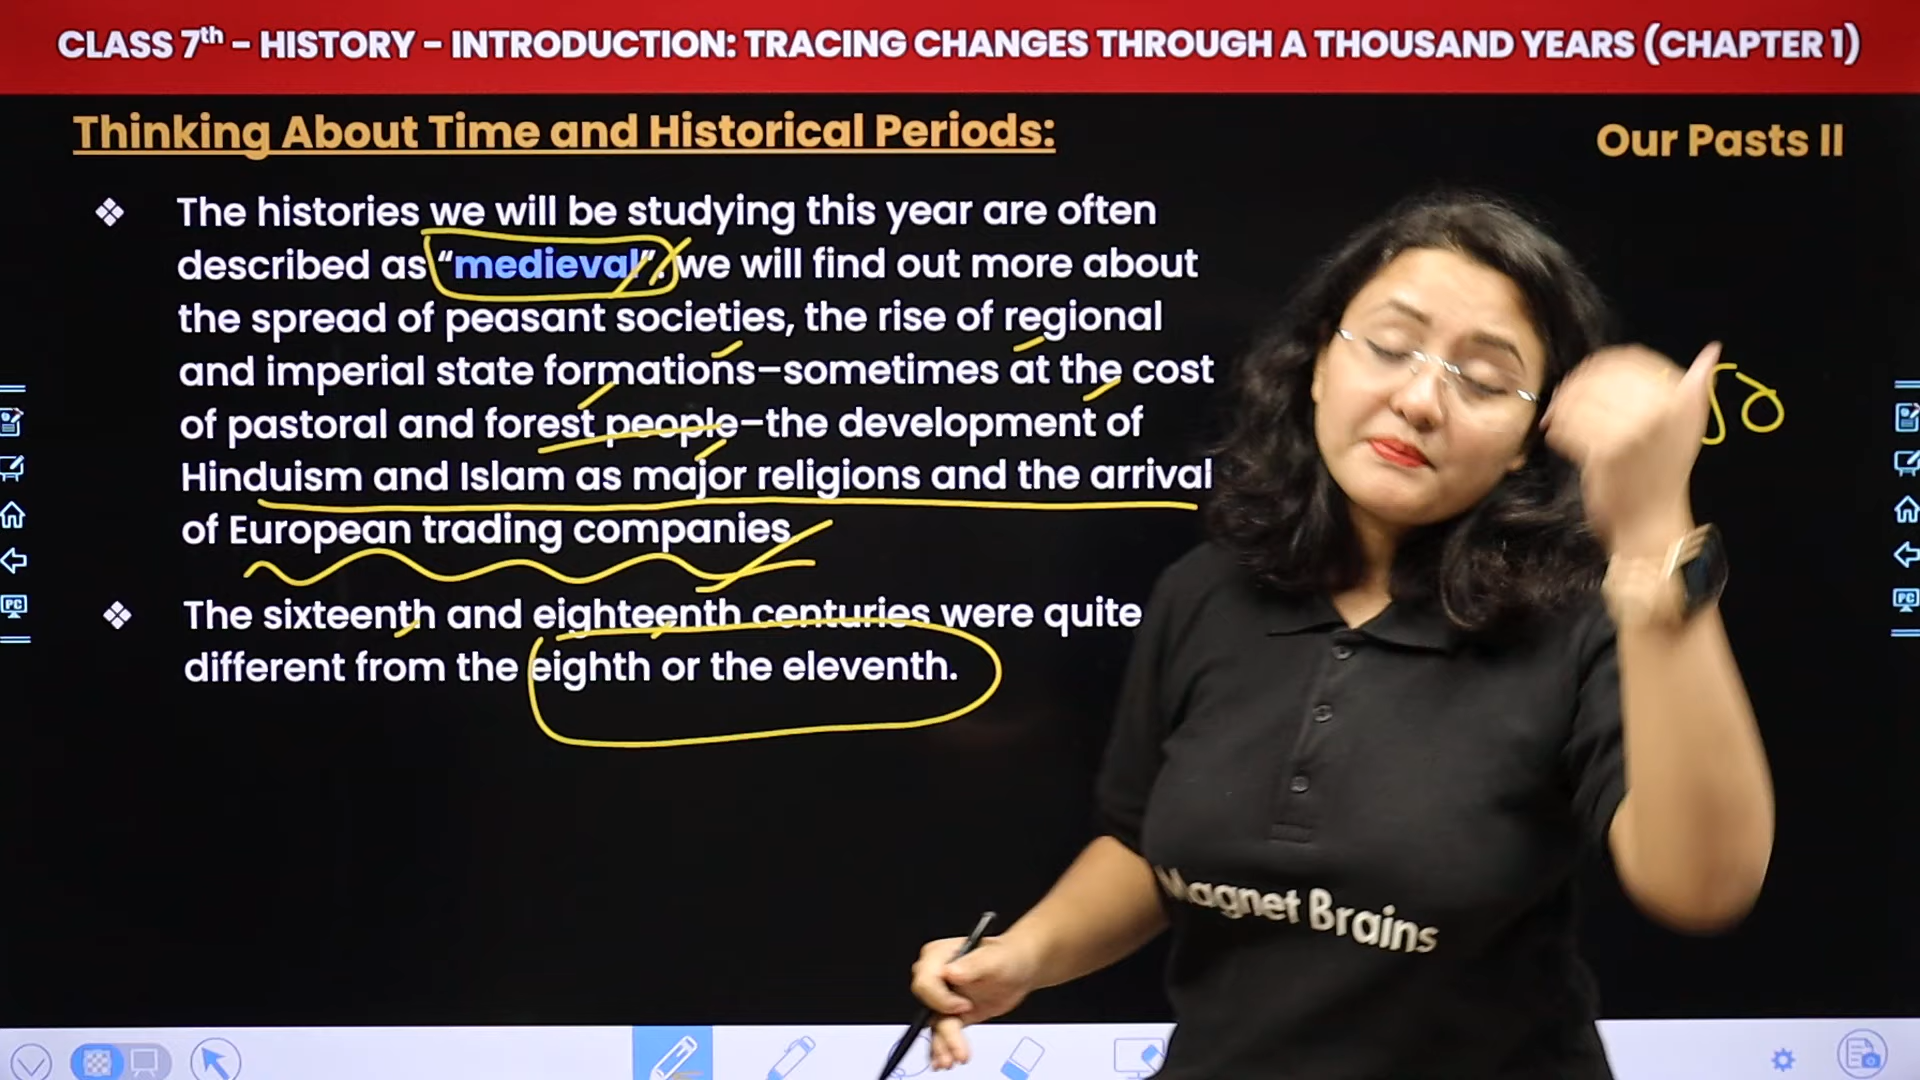 CLASS 7th – HISTORY – INTRODUCTION: TRACING CHANGES THROUGH A THOUSAND YEARS (CHAPTER 1)
Thinking About Time and Historical Periods:
Our Pasts II
❖ The histories we will be studying this year are often
described as “medieval”. we will find out more about
the spread of peasant societies, the rise of regional
and imperial state formations–sometimes at the cost
of pastoral and forest people–the development of
Hinduism and Islam as major religions and the arrival
of European trading companies
❖ The sixteenth and eighteenth centuries were quite
different from the eighth or the eleventh.
Magnet Brains
PC
PC